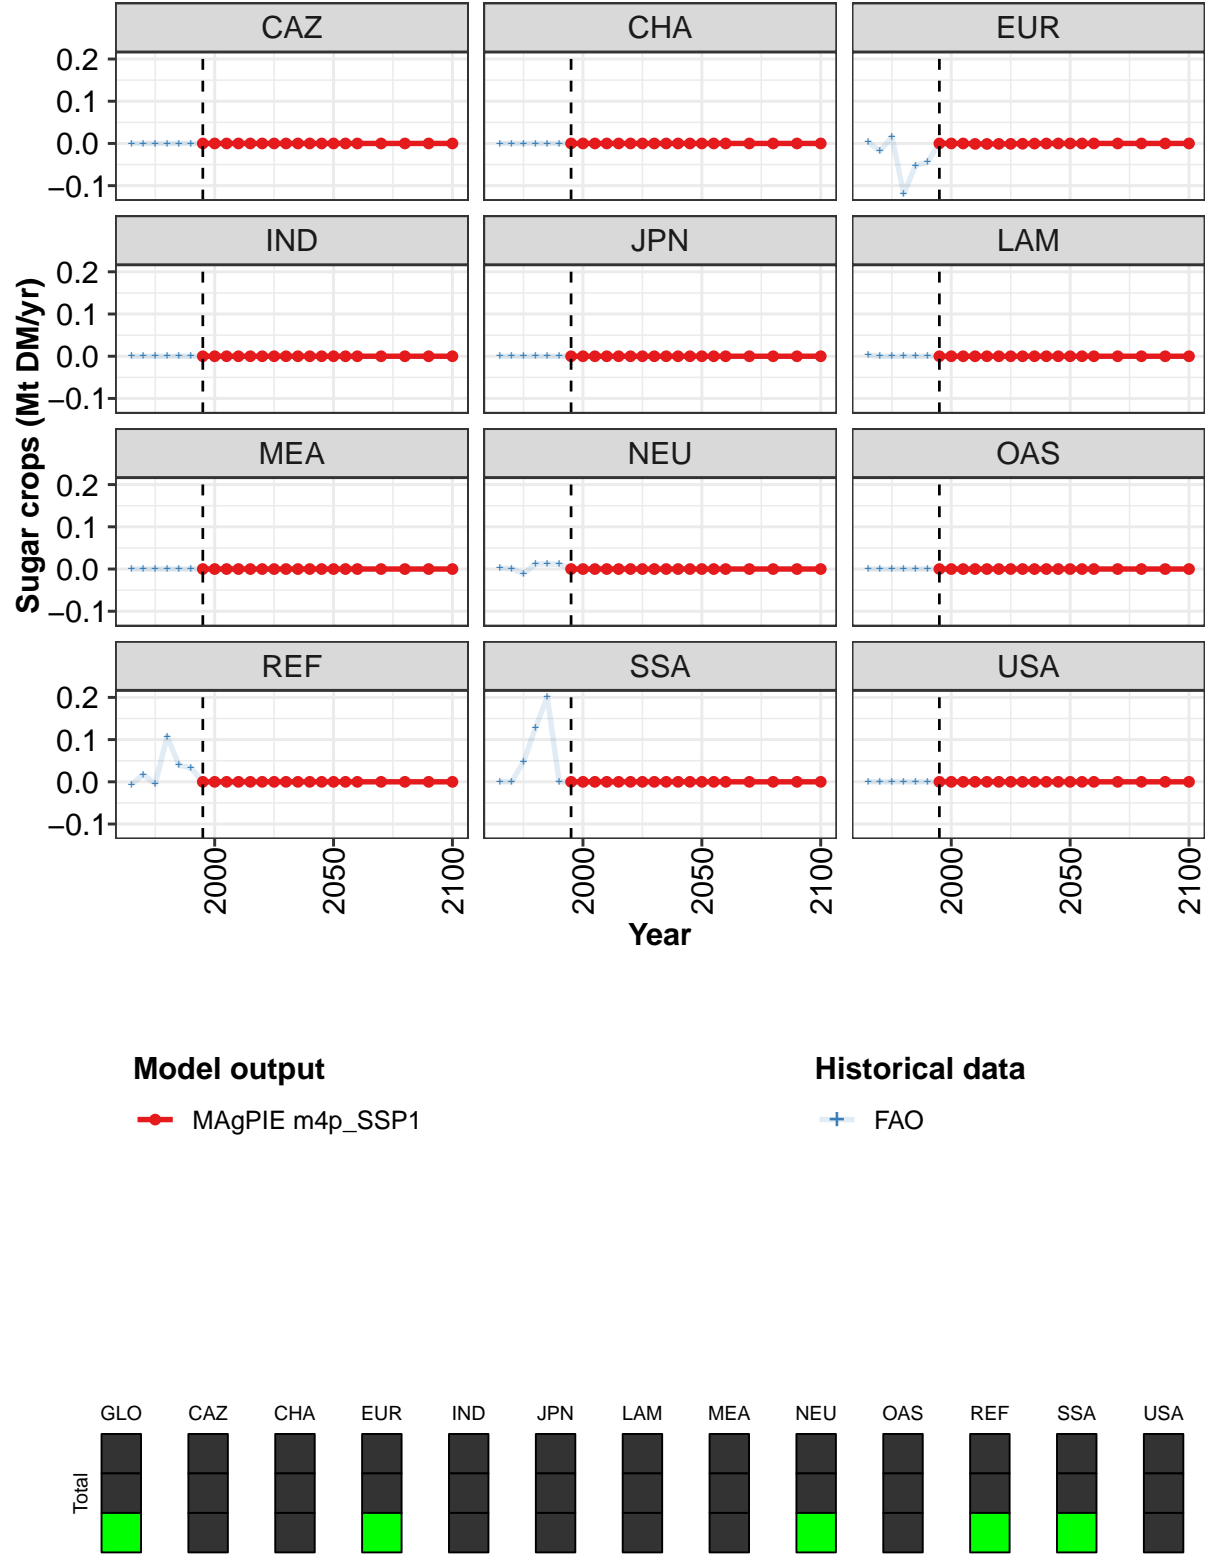 CAZ CHA EUR
0.2
0.1
0.0
−0.1
IND JPN LAM
0.2
0.1
0.0
−0.1
MEA NEU OAS
0.2
0.1
0.0
−0.1
REF SSA USA
0.2
0.1
0.0
−0.1
Sugar crops (Mt DM/yr)
2000 2050 2100 2000 2050 2100 2000 2050 2100
Year
Model output Historical data
MAgPIE m4p_SSP1 FAO
GLO CAZ CHA EUR IND JPN LAM MEA NEU OAS REF SSA USA
Total